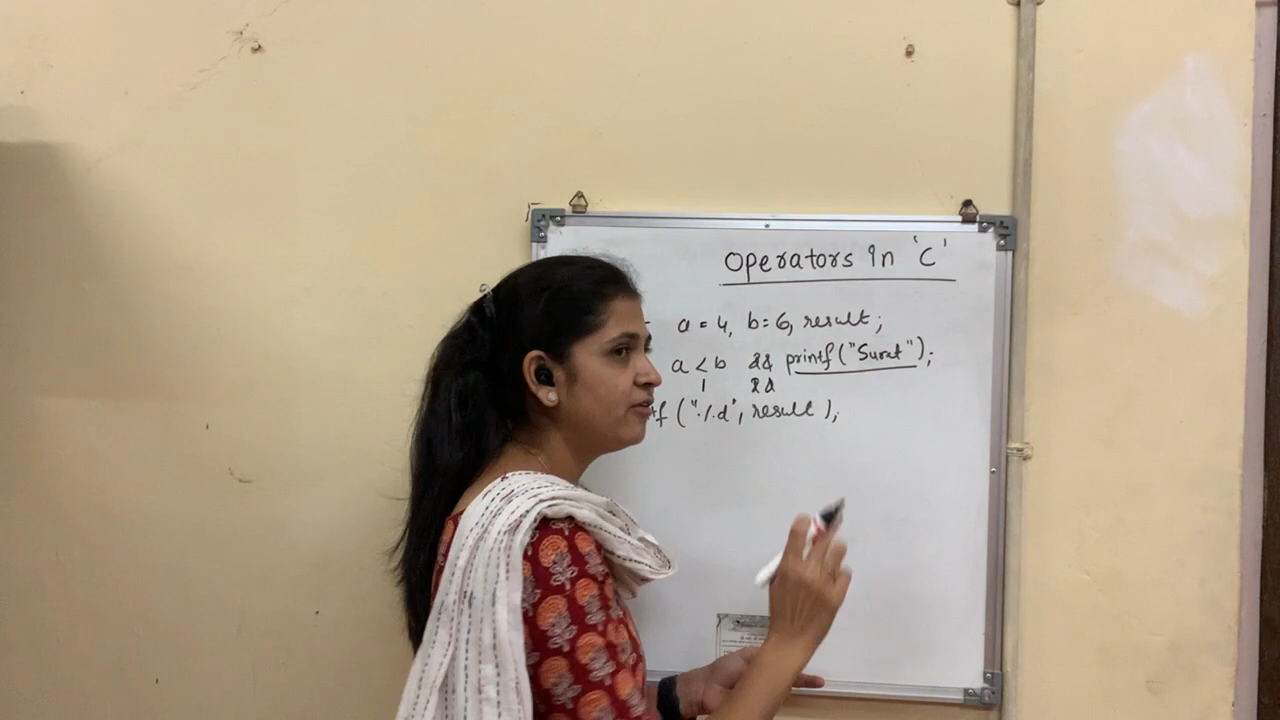 Operators in 'C'
a = 4, b = 6, result;
a < b && printf("Surat");
1 &&
f ("%d", result);